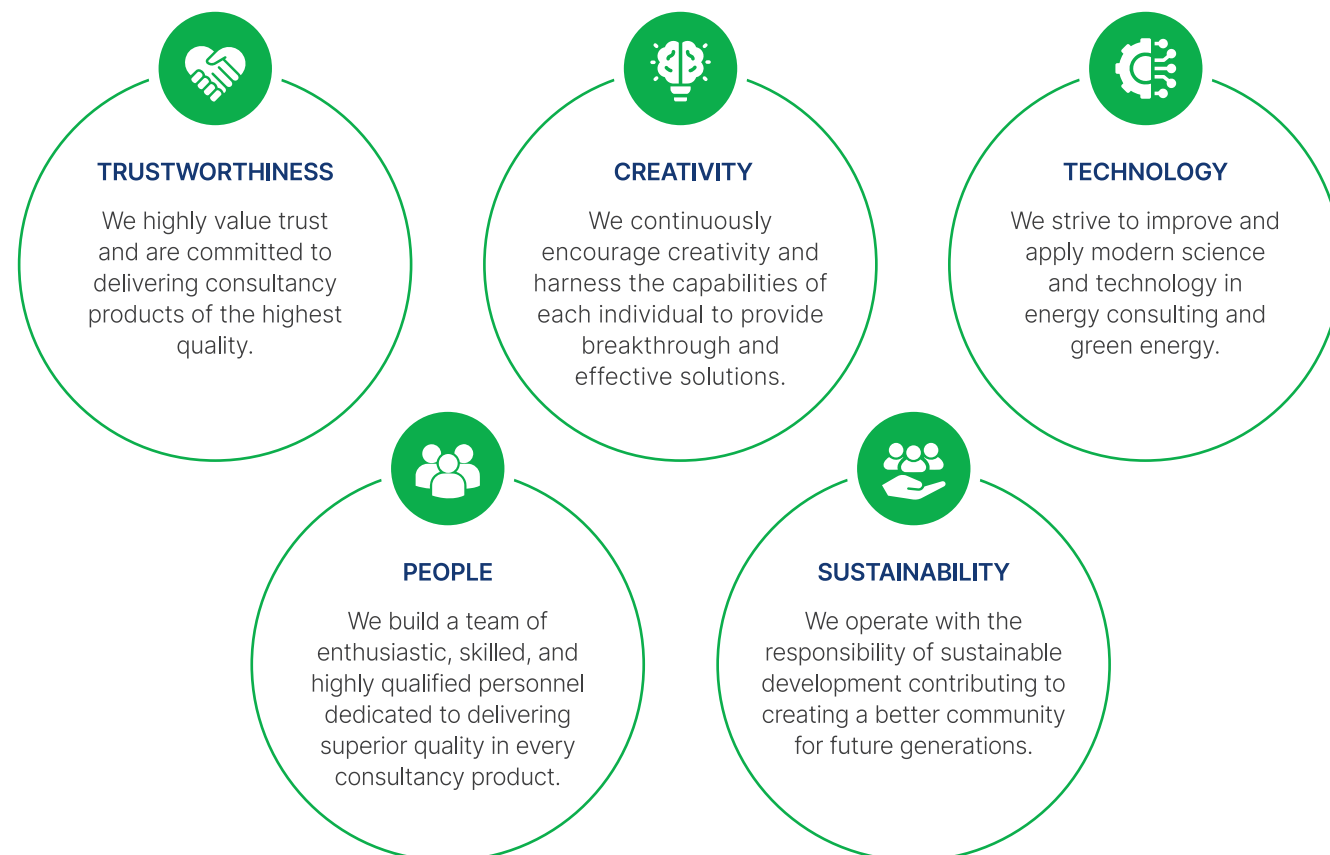 TRUSTWORTHINESS
We highly value trust
and are committed to
delivering consultancy
products of the highest
quality.
CREATIVITY
We continuously
encourage creativity and
harness the capabilities of
each individual to provide
breakthrough and
effective solutions.
TECHNOLOGY
We strive to improve and
apply modern science
and technology in
energy consulting and
green energy.
PEOPLE
We build a team of
enthusiastic, skilled, and
highly qualified personnel
dedicated to delivering
superior quality in every
consultancy product.
SUSTAINABILITY
We operate with the
responsibility of sustainable
development contributing to
creating a better community
for future generations.